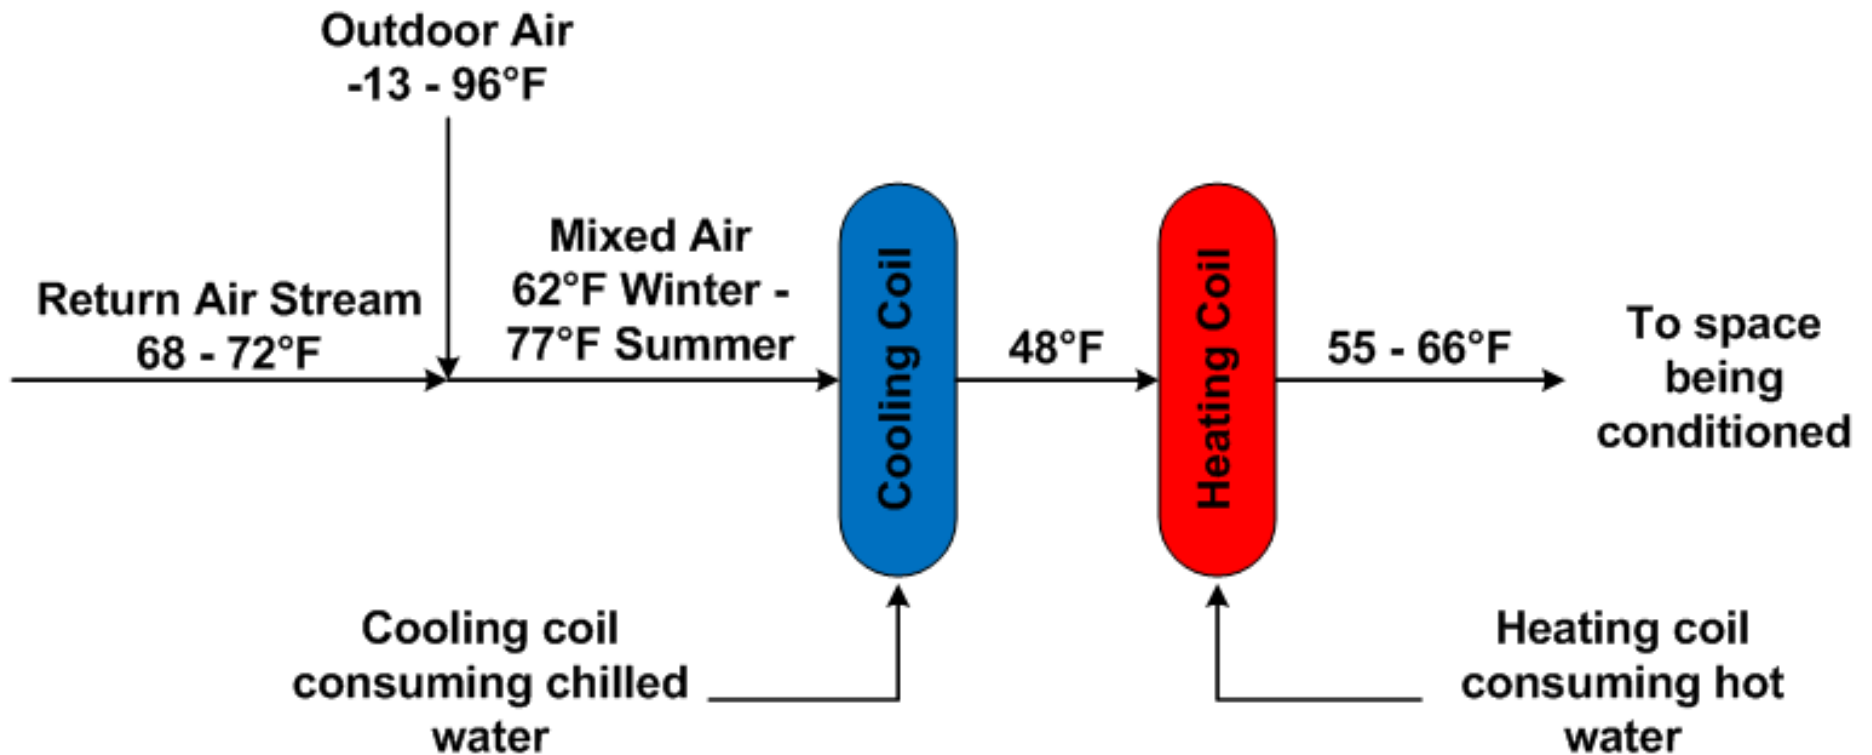 Outdoor Air
-13 - 96°F
Return Air Stream
68 - 72°F
Mixed Air
62°F Winter -
77°F Summer
Cooling Coil
48°F
Heating Coil
55 - 66°F
To space
being
conditioned
Cooling coil
consuming chilled
water
Heating coil
consuming hot
water